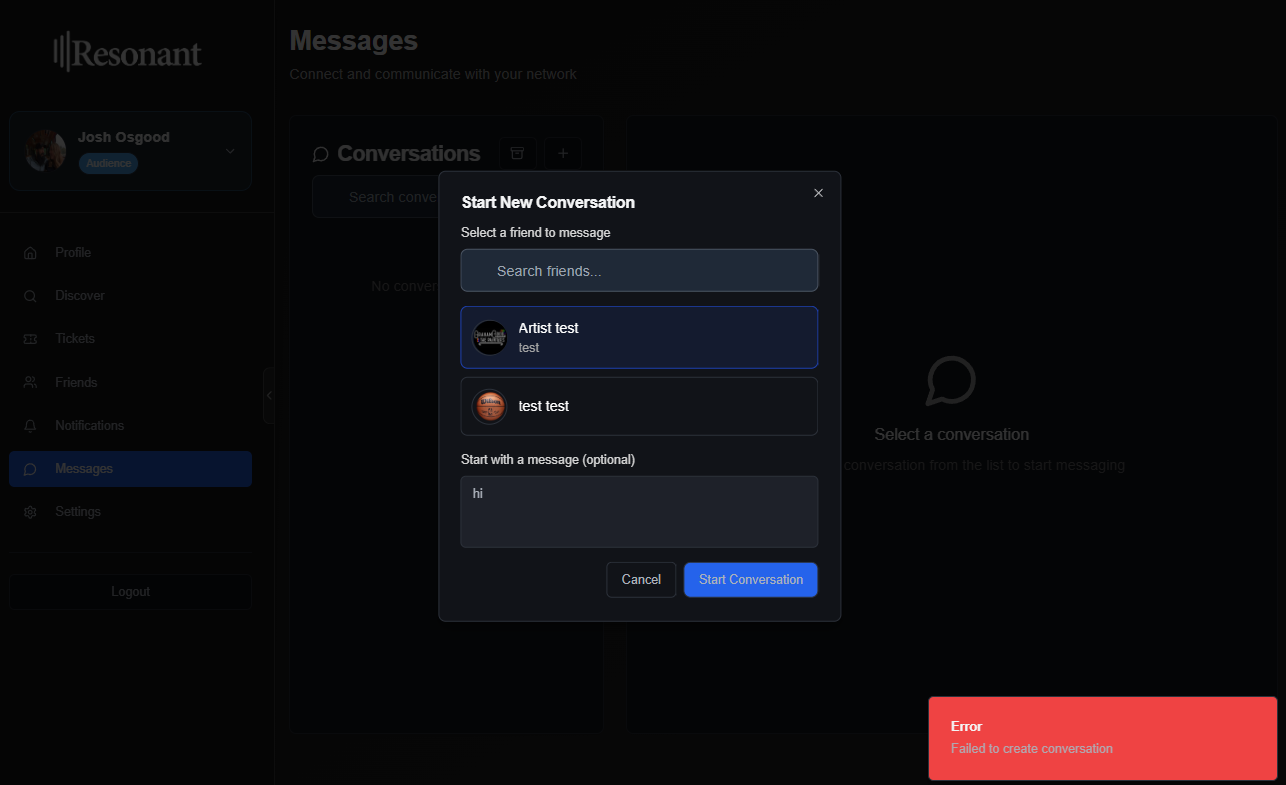 Resonant
Josh Osgood
Audience
Profile
Discover
Tickets
Friends
Notifications
Messages
Settings
Logout
Messages
Connect and communicate with your network
Conversations
Search conve
No conver
Start New Conversation
Select a friend to message
Search friends...
Artist test
test
test test
Start with a message (optional)
hi
Cancel
Start Conversation
Select a conversation
conversation from the list to start messaging
Error
Failed to create conversation